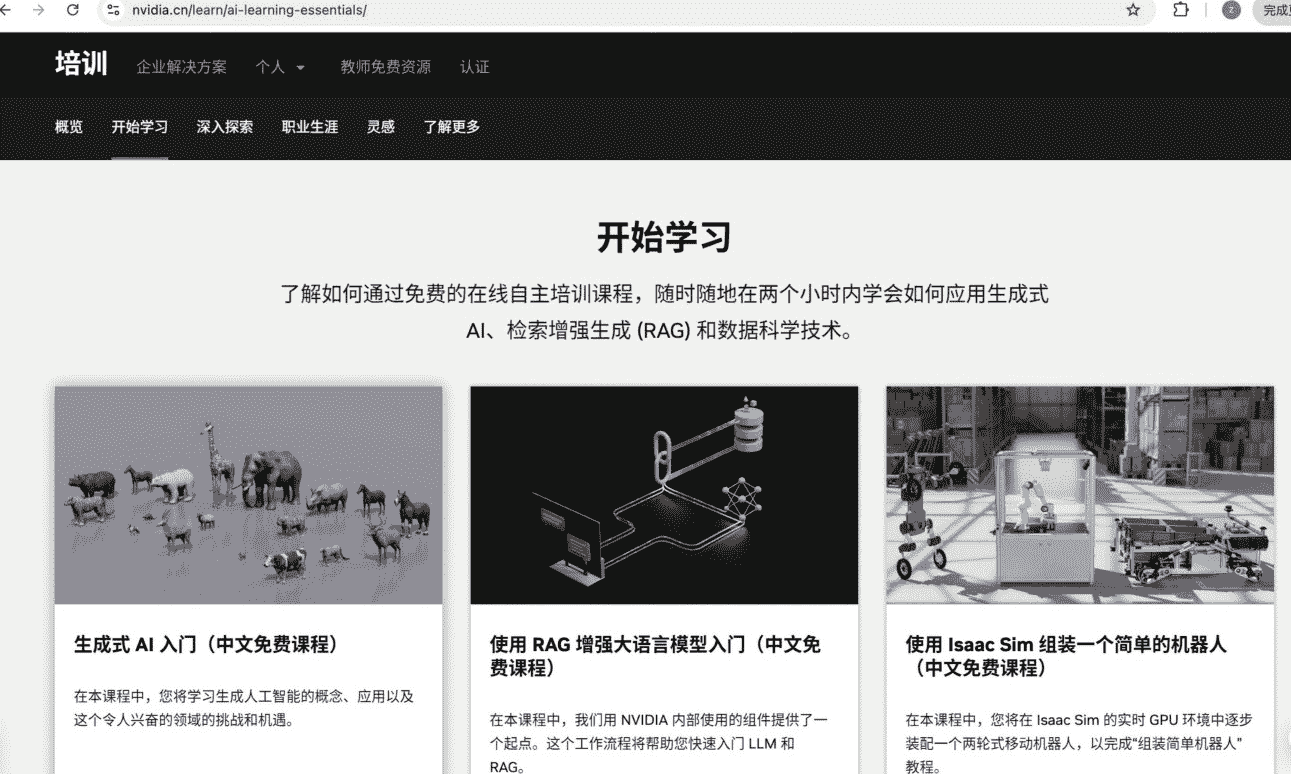 nvidia.cn/learn/ai-learning-essentials/
培训 企业解决方案 个人 教师免费资源 认证
概览 开始学习 深入探索 职业生涯 灵感 了解更多
开始学习
了解如何通过免费的在线自主培训课程，随时随地在两个小时内学会如何应用生成式
AI、检索增强生成 (RAG) 和数据科学技术。
生成式 AI 入门（中文免费课程）
在本课程中，您将学习生成人工智能的概念、应用以及
这个令人兴奋的领域的挑战和机遇。
使用 RAG 增强大语言模型入门（中文免
费课程）
在本课程中，我们用 NVIDIA 内部使用的组件提供了一
个起点。这个工作流程将帮助您快速入门 LLM 和
RAG。
使用 Isaac Sim 组装一个简单的机器人
（中文免费课程）
在本课程中，您将在 Isaac Sim 的实时 GPU 环境中逐步
装配一个两轮式移动机器人，以完成“组装简单机器人”
教程。